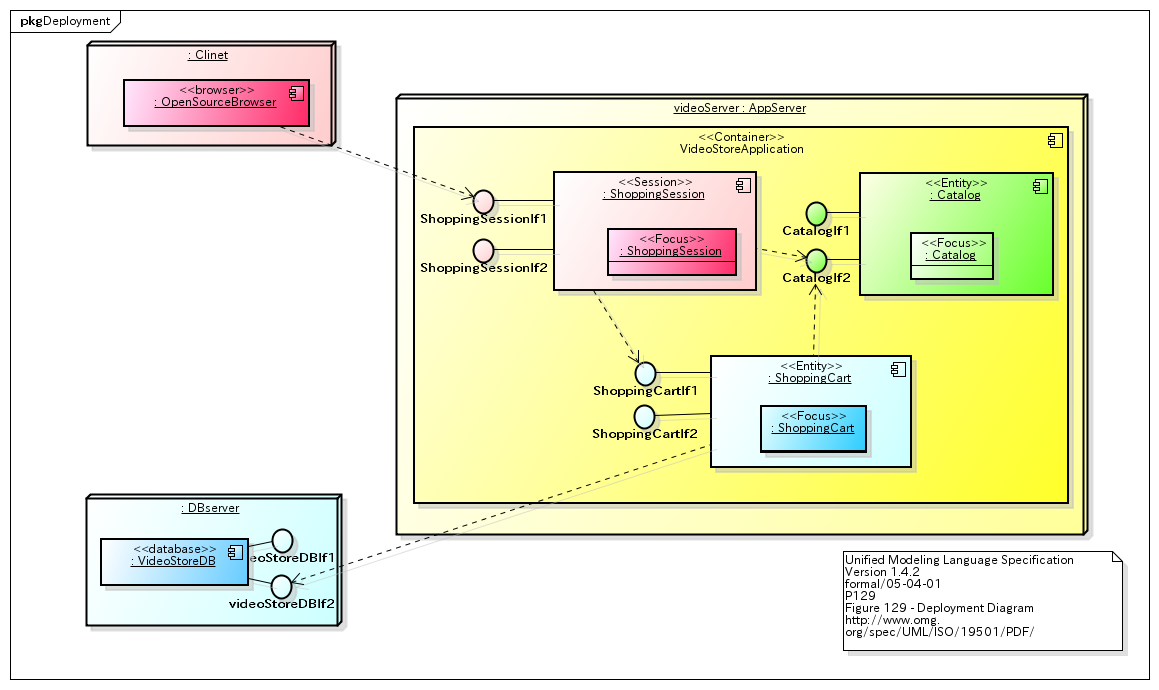 pkgDeployment
: Clinet
<<browser>>
: OpenSourceBrowser
videoServer : AppServer
<<Container>>
VideoStoreApplication
<<Session>>
: ShoppingSession
<<Focus>>
: ShoppingSession
ShoppingSessionIf1
ShoppingSessionIf2
<<Entity>>
: Catalog
<<Focus>>
: Catalog
CatalogIf1
CatalogIf2
<<Entity>>
: ShoppingCart
<<Focus>>
: ShoppingCart
ShoppingCartIf1
ShoppingCartIf2
: DBserver
<<database>>
: VideoStoreDB
eoStoreDBIf1
videoStoreDBIf2
Unified Modeling Language Specification
Version 1.4.2
formal/05-04-01
P129
Figure 129 - Deployment Diagram
http://www.omg.
org/spec/UML/ISO/19501/PDF/